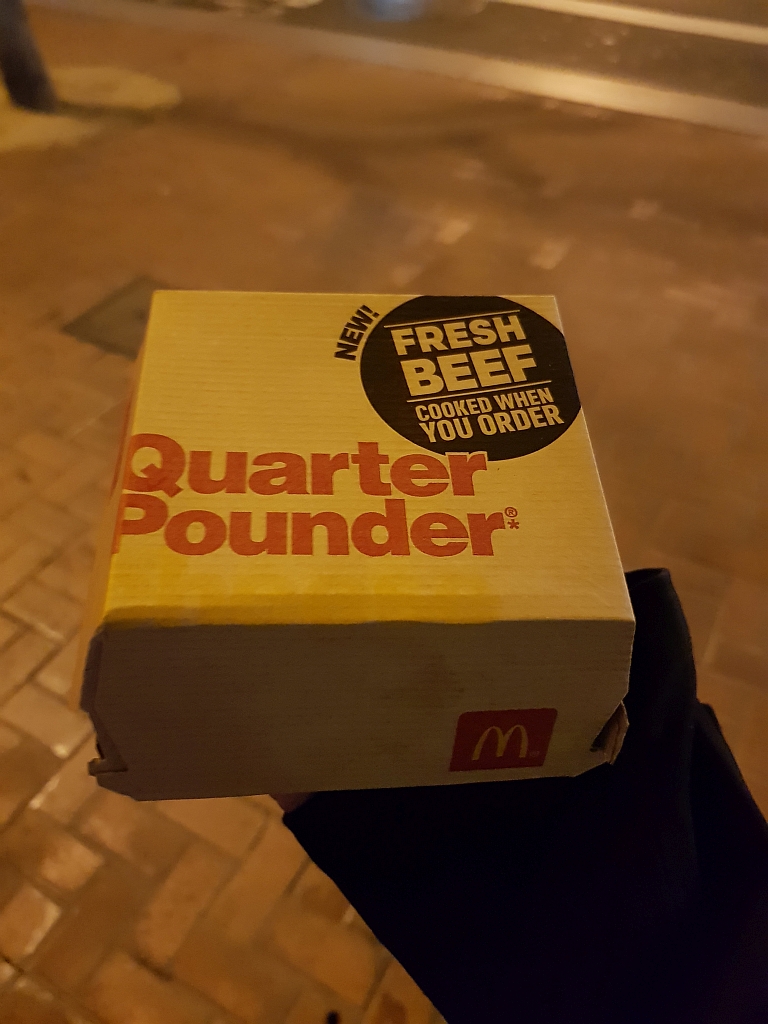 NEW!
FRESH
BEEF
COOKED WHEN
YOU ORDER
Quarter
Pounder®*
M